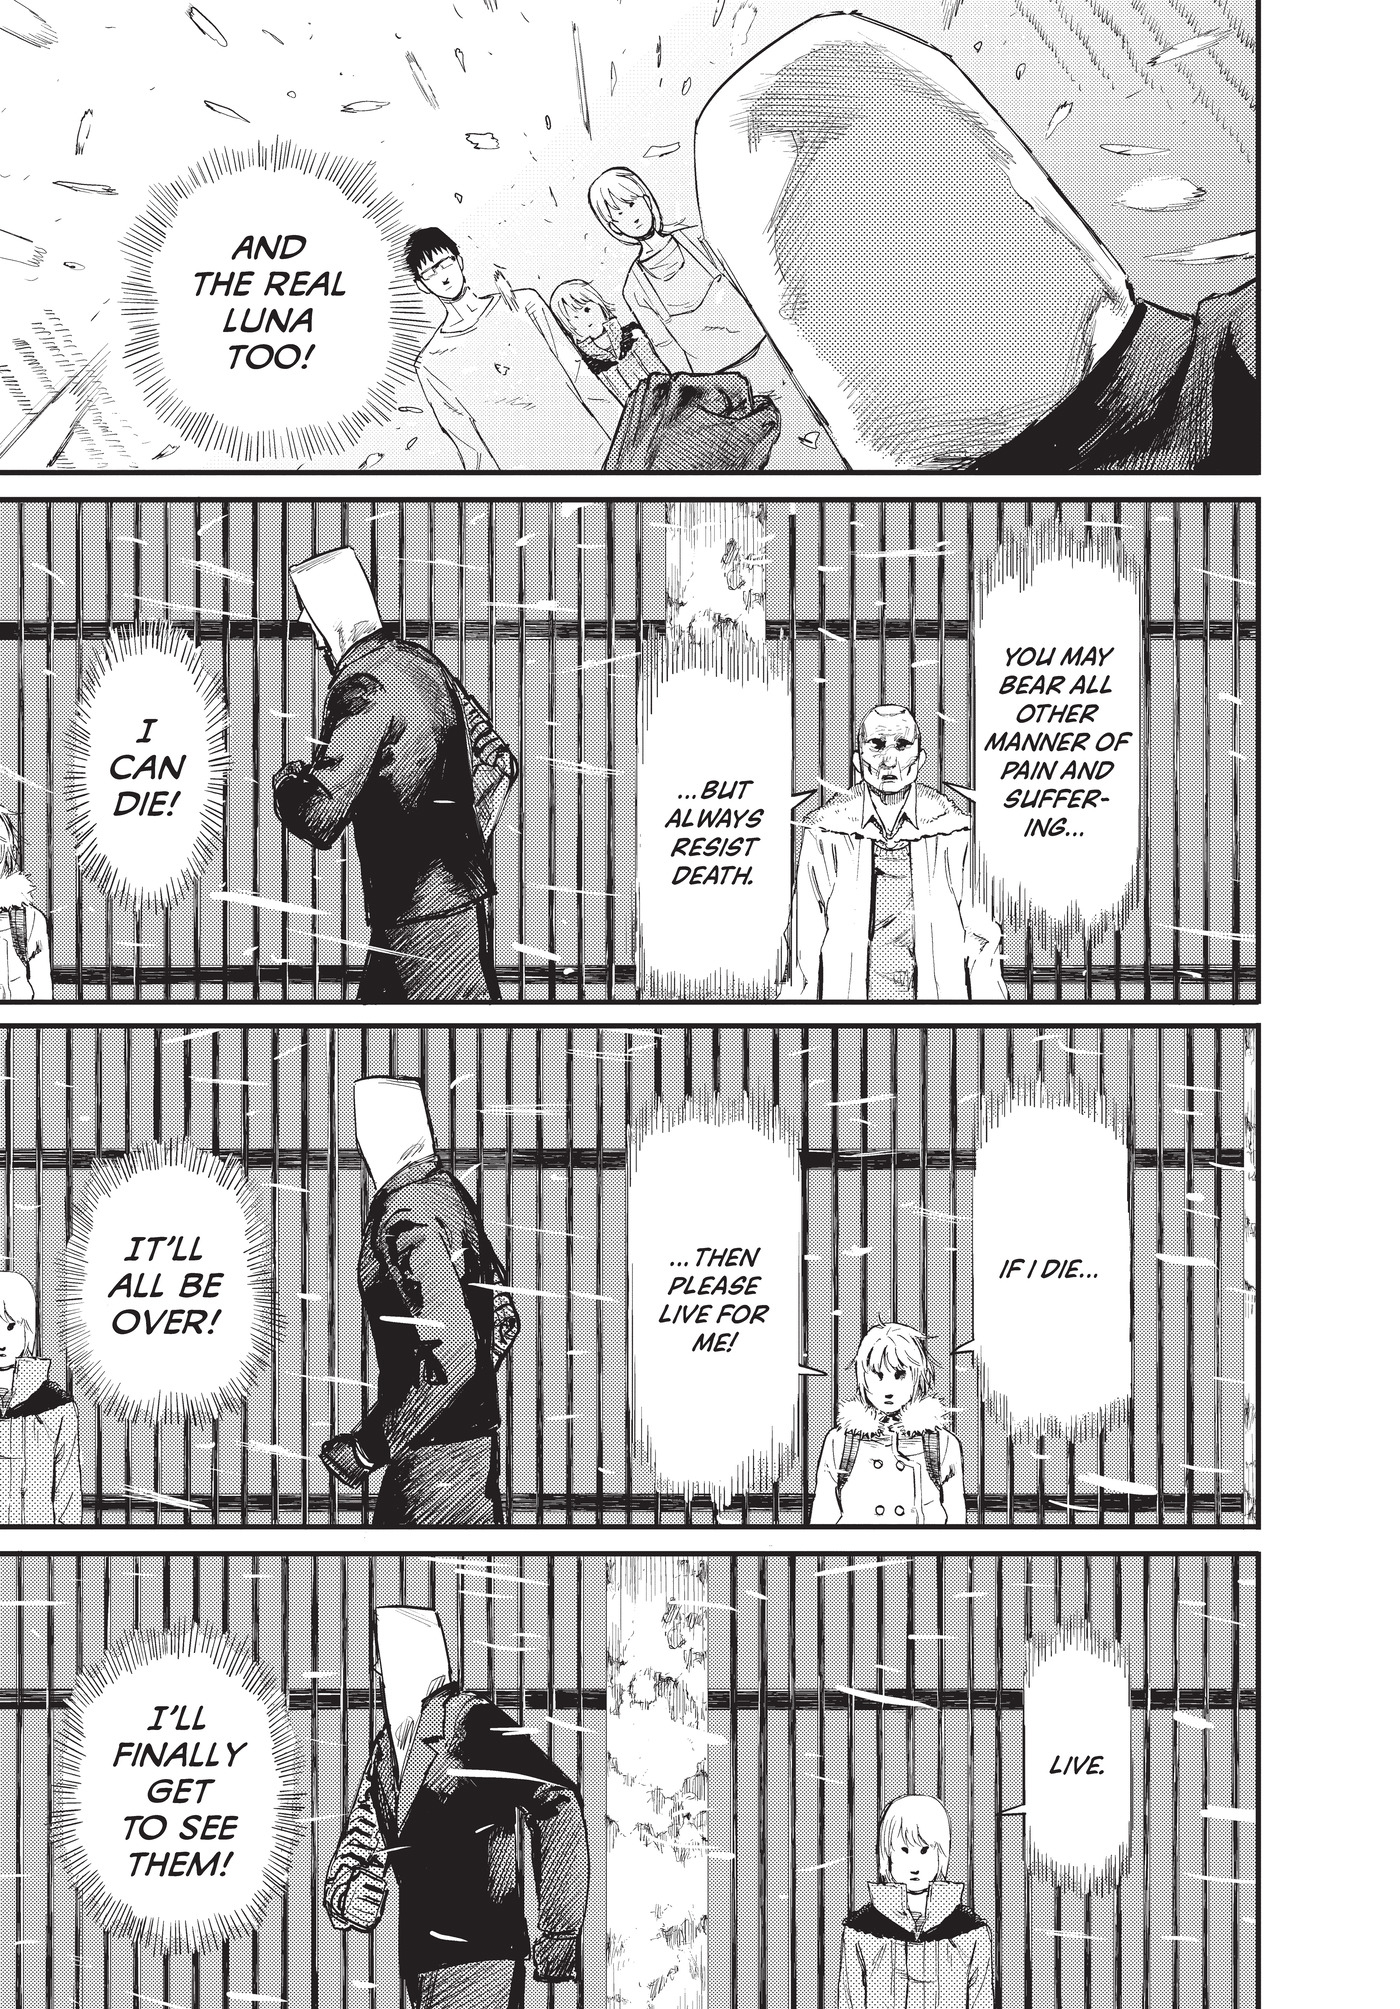 AND
THE REAL
LUNA
TOO!
YOU MAY
BEAR ALL
OTHER
MANNER OF
PAIN AND
SUFFER-
ING...
...BUT
ALWAYS
RESIST
DEATH.
I
CAN
DIE!
IF I DIE...
...THEN
PLEASE
LIVE FOR
ME!
IT'LL
ALL BE
OVER!
LIVE.
I'LL
FINALLY
GET
TO SEE
THEM!